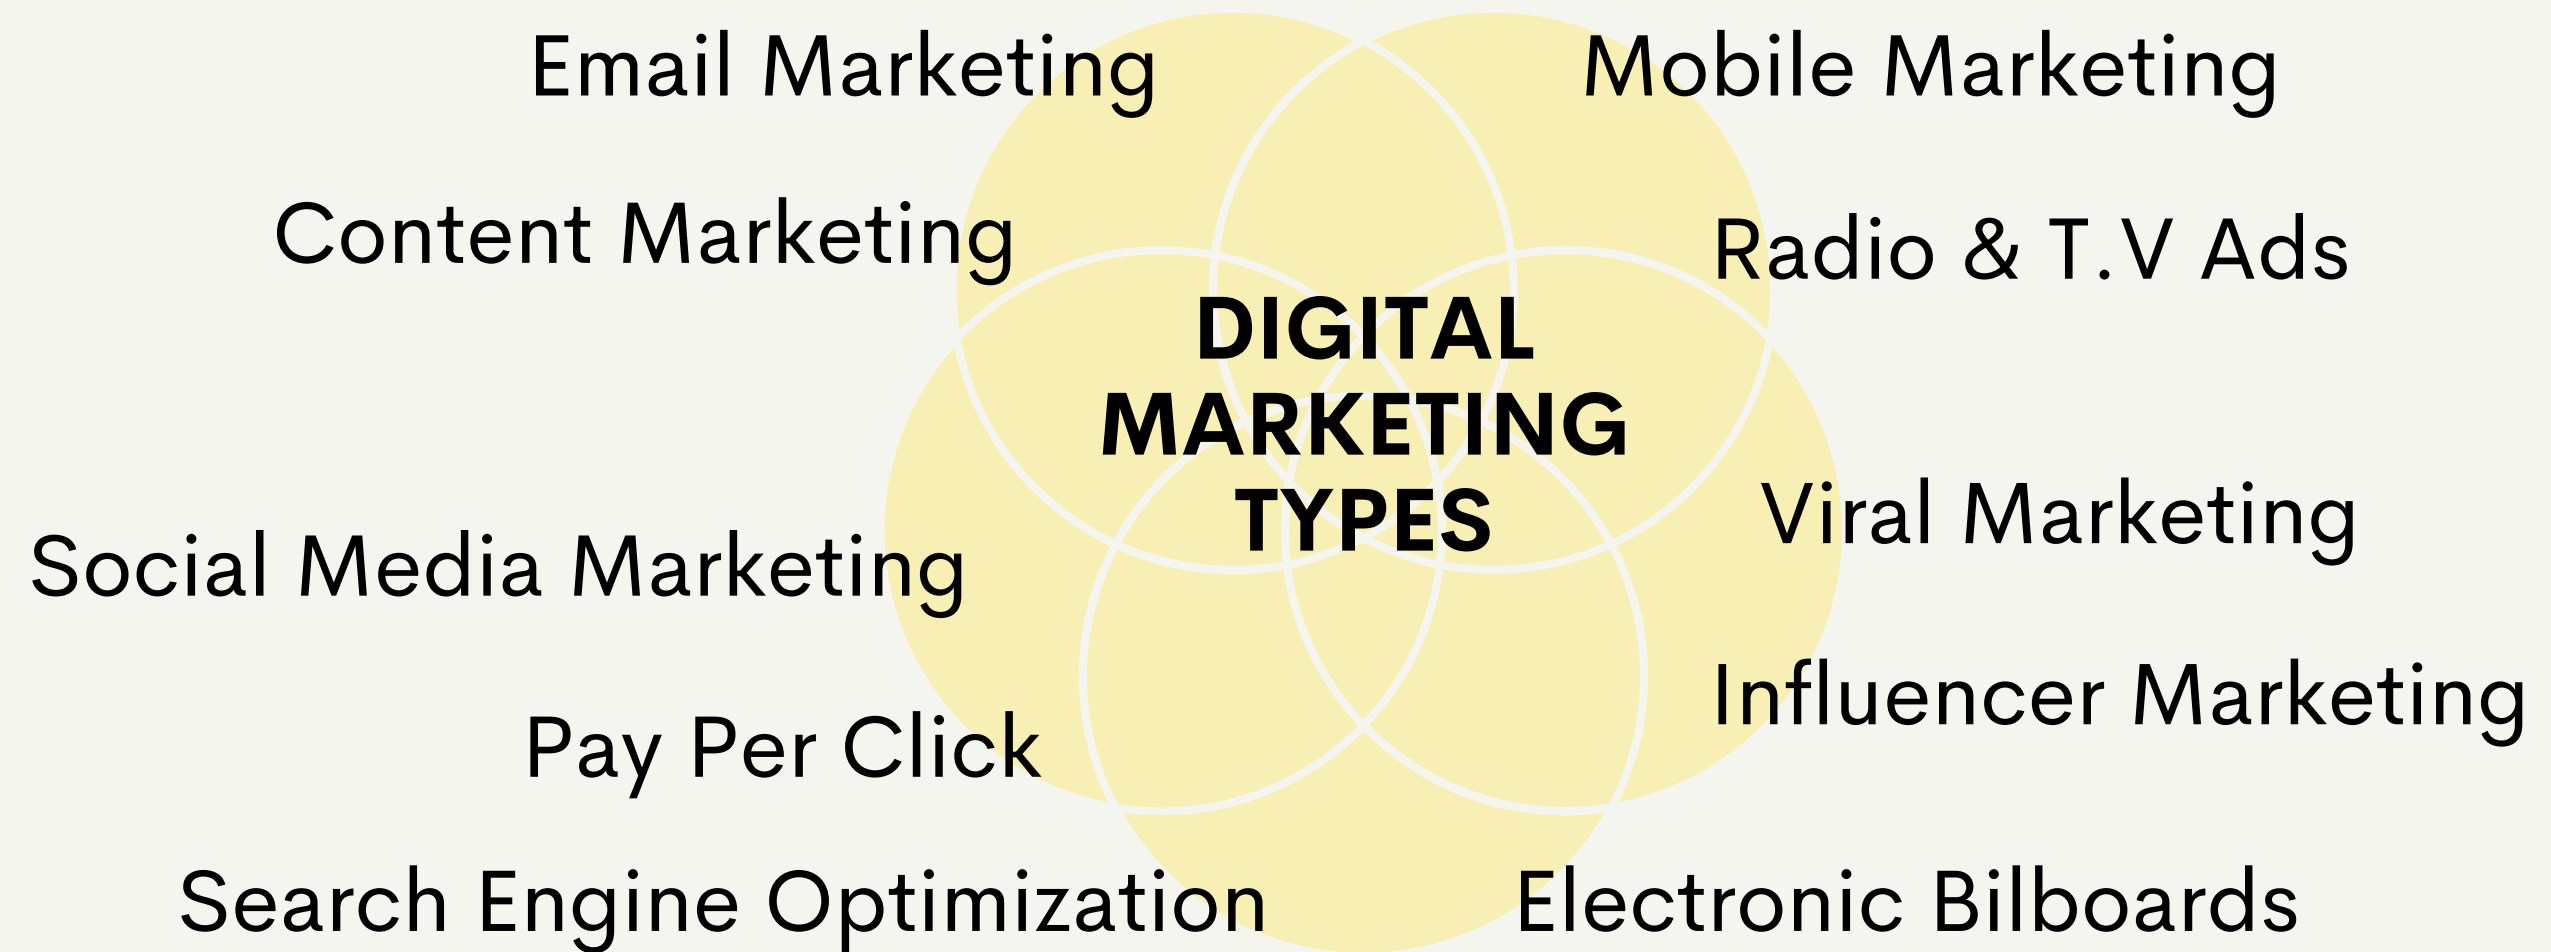 Email Marketing
Mobile Marketing
Content Marketing
Radio & T.V Ads
DIGITAL
MARKETING
TYPES
Viral Marketing
Social Media Marketing
Influencer Marketing
Pay Per Click
Search Engine Optimization
Electronic Bilboards